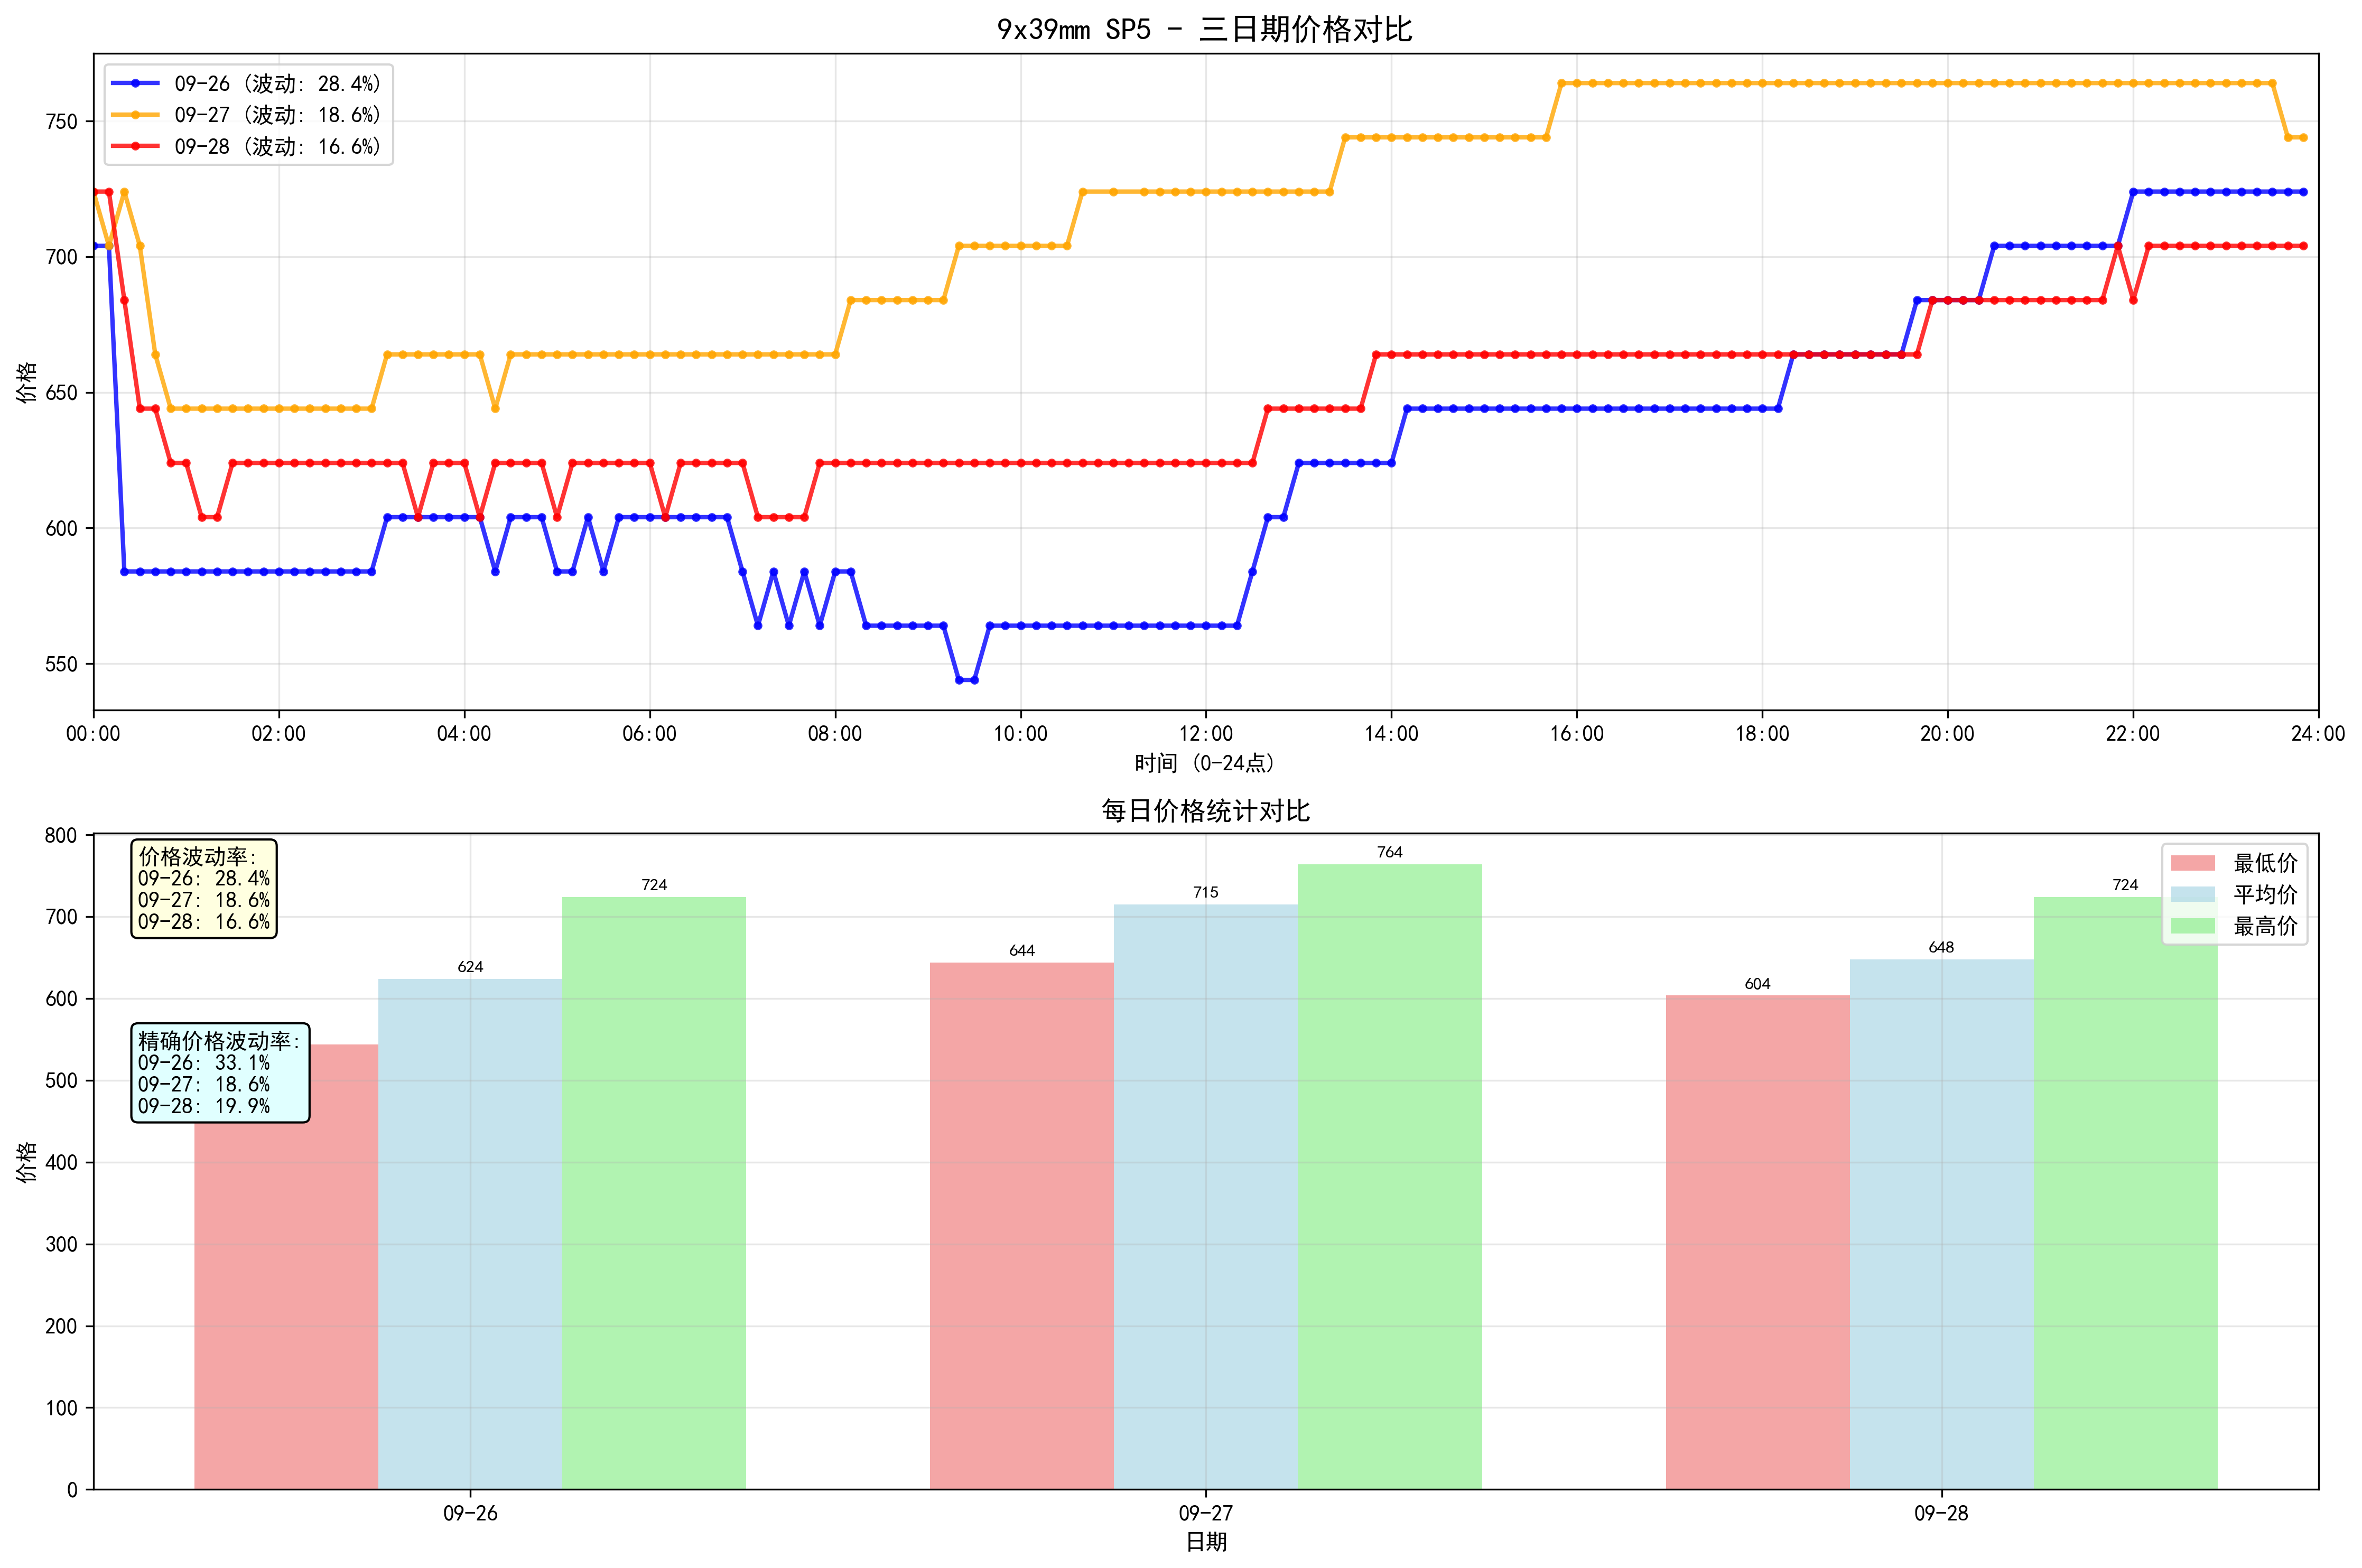 9x39mm SP5 - 三日期价格对比
09-26 (波动: 28.4%)
09-27 (波动: 18.6%)
09-28 (波动: 16.6%)
价格
750
700
650
600
550
00:00 02:00 04:00 06:00 08:00 10:00 12:00 14:00 16:00 18:00 20:00 22:00 24:00
时间 (0-24点)
每日价格统计对比
价格波动率:
09-26: 28.4%
09-27: 18.6%
09-28: 16.6%
精确价格波动率:
09-26: 33.1%
09-27: 18.6%
09-28: 19.9%
最低价
平均价
最高价
624
724
644
715
764
604
648
724
价格
800
700
600
500
400
300
200
100
0
09-26 09-27 09-28
日期